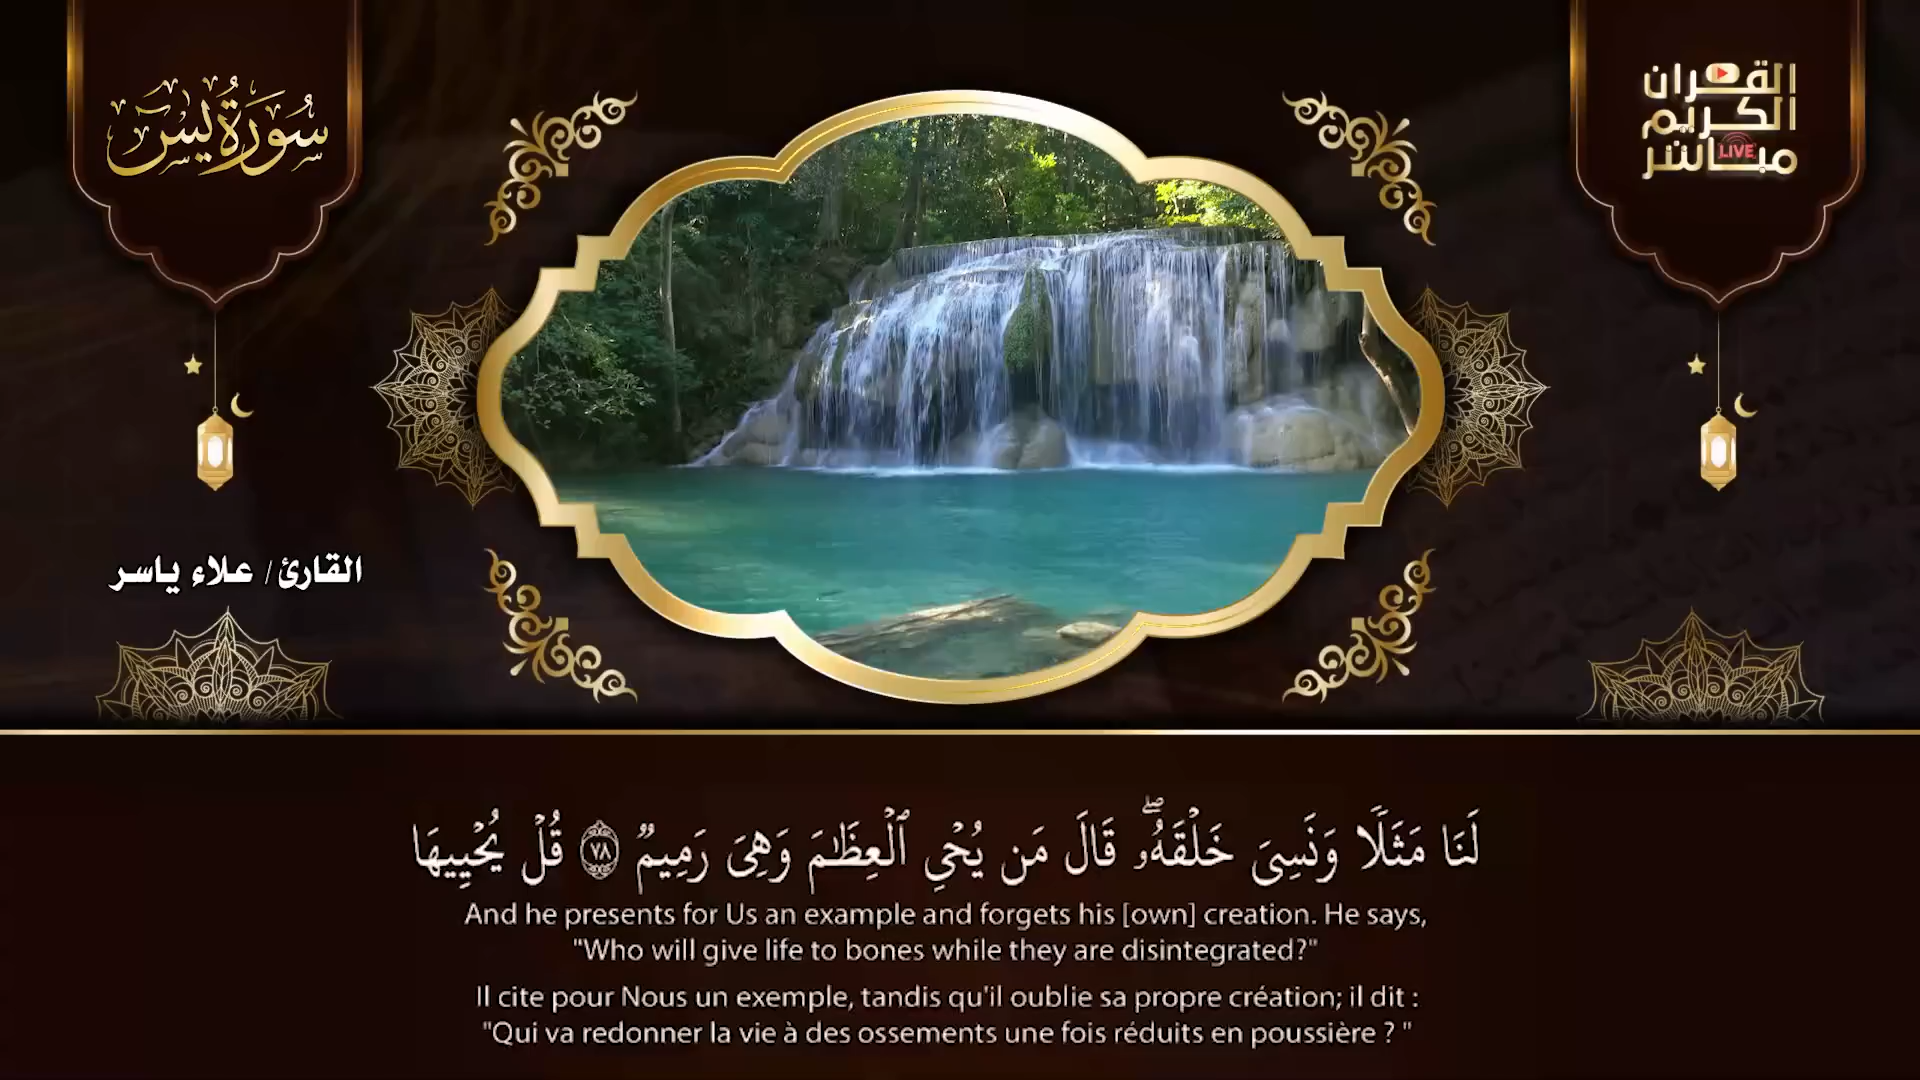 سُورَةُ يس
القرآن
الكريم
مباشر
LIVE
القارئ / علاء ياسر
لَنَا مَثَلًا وَنَسِىَ خَلْقَهُۥ ۖ قَالَ مَن يُحْىِ ٱلْعِظَٰمَ وَهِىَ رَمِيمٌ ٧٨ قُلْ يُحْيِيهَا
And he presents for Us an example and forgets his [own] creation. He says,
"Who will give life to bones while they are disintegrated?"
Il cite pour Nous un exemple, tandis qu'il oublie sa propre création; il dit :
"Qui va redonner la vie à des ossements une fois réduits en poussière ? "